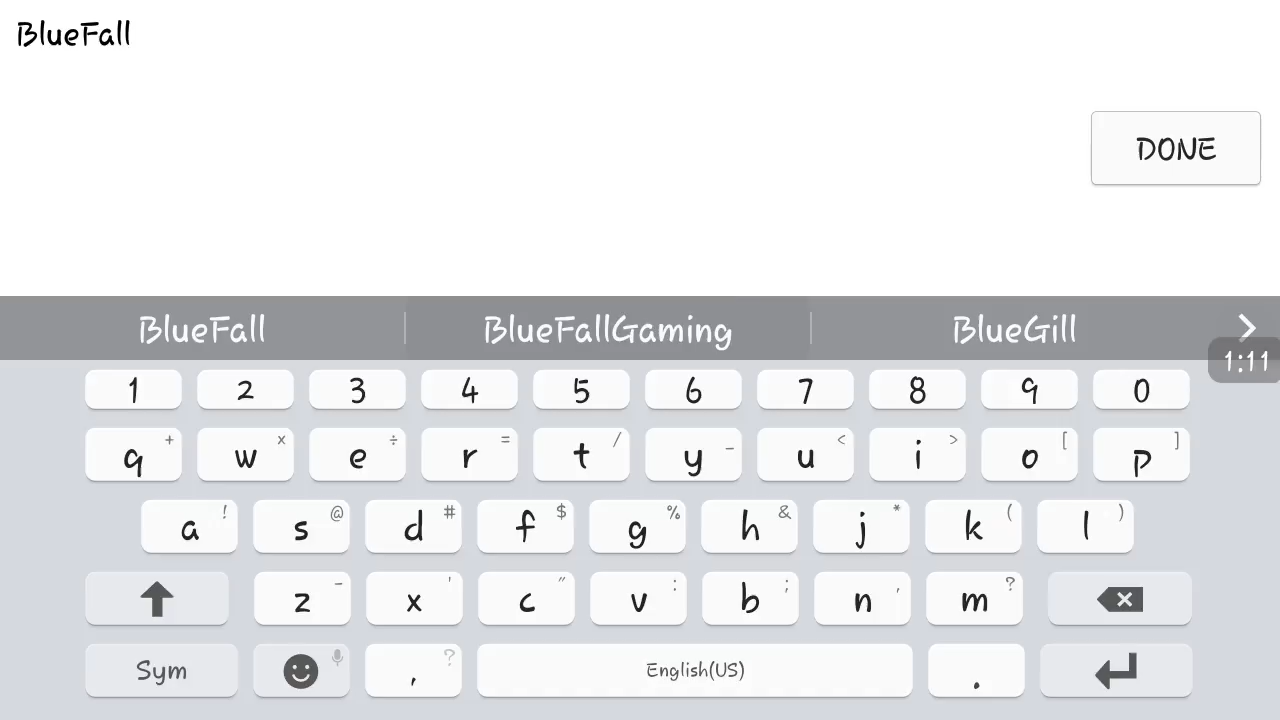 BlueFall
DONE
BlueFall BlueFallGaming BlueGill
1:11
1 2 3 4 5 6 7 8 9 0
q + w x e ÷ r = t / y _ u < i > o [ p ]
a ! s @ d # f $ g % h & j * k ( l )
z - x ' c " v : b ; n , m ?
Sym , ? English(US) .